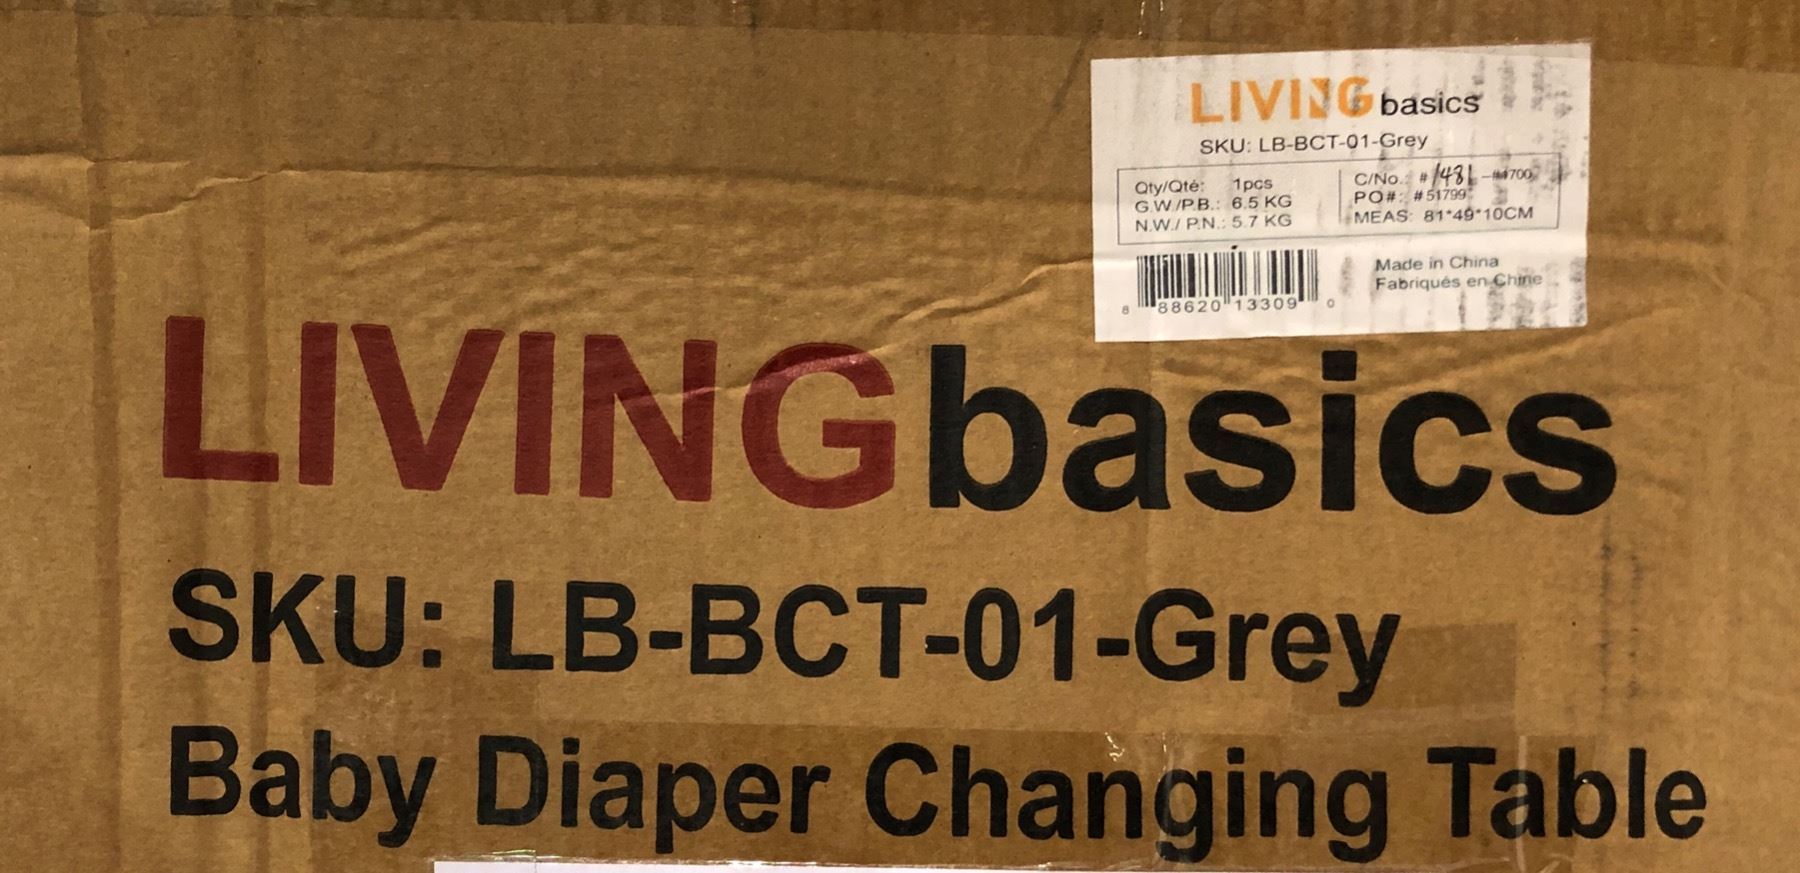 LIVING basics
SKU: LB-BCT-01-Grey
Qty/Qté: 1pcs
G.W./P.B.: 6.5 KG
N.W./P.N.: 5.7 KG
C/No.: # 1481 -#4700
PO#: #51799
MEAS: 81*49*10CM
8 88620 13309 0
Made in China
Fabriqués en Chine
LIVINGbasics
SKU: LB-BCT-01-Grey
Baby Diaper Changing Table